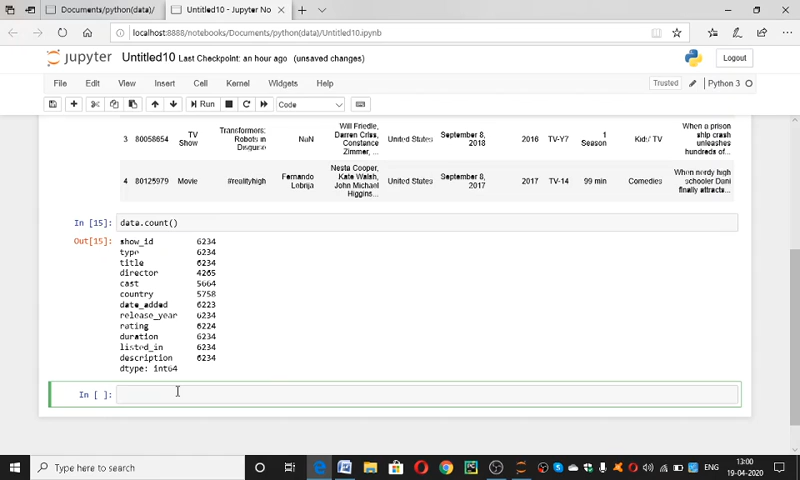 Documents/python(data)/
Untitled10 - Jupyter No
localhost:8888/notebooks/Documents/python(data)/Untitled10.ipynb
jupyter Untitled10 Last Checkpoint: an hour ago (unsaved changes)
Logout
File Edit View Insert Cell Kernel Widgets Help
Trusted
Python 3
Run
Code
3 80058654 TV Show Transformers: Robots in Disguise NaN Will Friedle, Darren Criss, Constance Zimmer, ... United States September 8, 2018 2016 TV-Y7 1 Season Kids' TV When a prison ship crash unleashes hundreds of...
4 80125979 Movie #realityhigh Fernando Lebrija Nesta Cooper, Kate Walsh, John Michael Higgins... United States September 8, 2017 2017 TV-14 99 min Comedies When nerdy high schooler Dani finally attracts...
In [15]: data.count()
Out[15]: show_id 6234
type 6234
title 6234
director 4265
cast 5664
country 5758
date_added 6223
release_year 6234
rating 6224
duration 6234
listed_in 6234
description 6234
dtype: int64
In [ ]:
Type here to search
ENG
13:00
19-04-2020